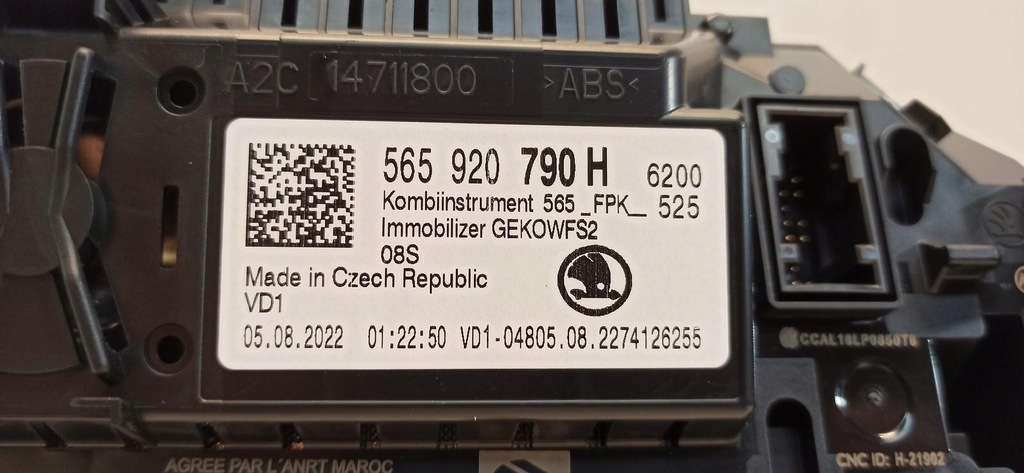 A2C 14711800 >ABS<
565 920 790 H 6200
Kombiinstrument 565 _FPK_ 525
Immobilizer GEKOWFS2
08S
Made in Czech Republic
VD1
05.08.2022 01:22:50 VD1-04805.08.2274126255
CCAL18LP0850T6
CNC ID: H-21902
AGREE PAR L'ANRT MAROC